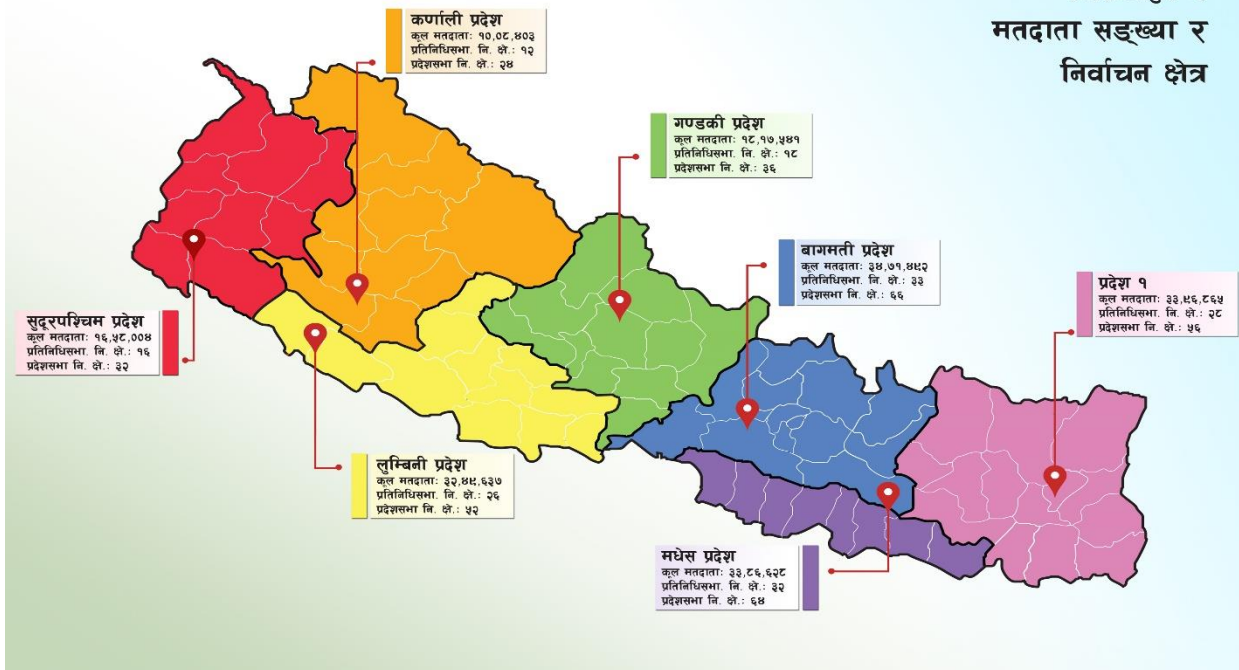 मतदाता सङ्ख्या र
निर्वाचन क्षेत्र
कर्णाली प्रदेश
कूल मतदाताः १०,०८,४०३
प्रतिनिधिसभा. नि. क्षे.: १२
प्रदेशसभा नि. क्षे.: २४
गण्डकी प्रदेश
कूल मतदाताः १८,१७,५४१
प्रतिनिधिसभा. नि. क्षे.: १८
प्रदेशसभा नि. क्षे.: ३६
बागमती प्रदेश
कूल मतदाताः ३४,७१,४९२
प्रतिनिधिसभा. नि. क्षे.: ३३
प्रदेशसभा नि. क्षे.: ६६
प्रदेश १
कूल मतदाताः ३३,९६,८६५
प्रतिनिधिसभा. नि. क्षे.: २८
प्रदेशसभा नि. क्षे.: ५६
सुदूरपश्चिम प्रदेश
कूल मतदाताः १६,५८,००४
प्रतिनिधिसभा. नि. क्षे.: १६
प्रदेशसभा नि. क्षे.: ३२
लुम्बिनी प्रदेश
कूल मतदाताः ३२,४९,६३७
प्रतिनिधिसभा. नि. क्षे.: २६
प्रदेशसभा नि. क्षे.: ५२
मधेस प्रदेश
कूल मतदाताः ३३,८६,६२८
प्रतिनिधिसभा. नि. क्षे.: ३२
प्रदेशसभा नि. क्षे.: ६४